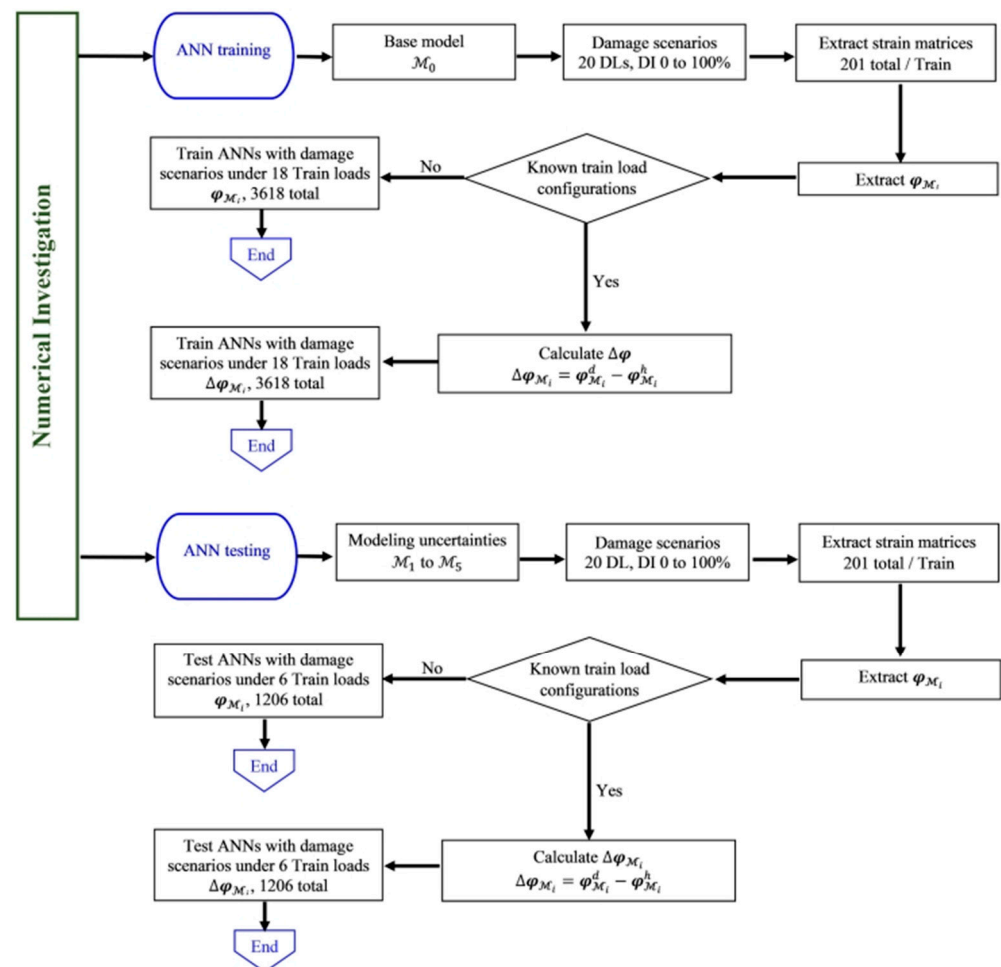 Numerical Investigation
ANN training
Base model
ℳ₀
Damage scenarios
20 DLs, DI 0 to 100%
Extract strain matrices
201 total / Train
Extract 𝝋ℳᵢ
Known train load
configurations
No
Train ANNs with damage
scenarios under 18 Train loads
𝝋ℳᵢ, 3618 total
End
Yes
Calculate Δ𝝋
Δ𝝋ℳᵢ = 𝝋ᵈℳᵢ − 𝝋ʰℳᵢ
Train ANNs with damage
scenarios under 18 Train loads
Δ𝝋ℳᵢ, 3618 total
End
ANN testing
Modeling uncertainties
ℳ₁ to ℳ₅
Damage scenarios
20 DL, DI 0 to 100%
Extract strain matrices
201 total / Train
Extract 𝝋ℳᵢ
Known train load
configurations
No
Test ANNs with damage
scenarios under 6 Train loads
𝝋ℳᵢ, 1206 total
End
Yes
Calculate Δ𝝋ℳᵢ
Δ𝝋ℳᵢ = 𝝋ᵈℳᵢ − 𝝋ʰℳᵢ
Test ANNs with damage
scenarios under 6 Train loads
Δ𝝋ℳᵢ, 1206 total
End